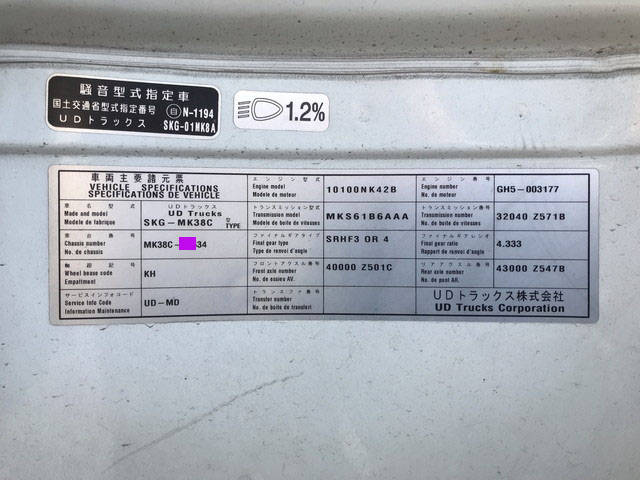 騒音型式指定車
国土交通省型式指定番号 自 N-1194
UDトラックス SKG-01MK8A
1.2%
車両主要諸元票
VEHICLE SPECIFICATIONS
SPECIFICATIONS DE VEHICLE
車名型式 UDトラックス
Made and model UD Trucks
Modele de fabrique SKG-MK38C 型 TYPE
車台番号
Chassis number MK38C- 34
No. de chassis
軸距記号
Wheel beese code KH
Empattment
サービスインフォコード
Service Info Code UD-MD
Information Maintenance
エンジン型式
Engine model 10100NK42B
Modele de moteur
トランスミッション型式
Transmission model MKS61B6AAA
Modele de boite de vitesses
ファイナルギアタイプ
Final gear type SRHF3 OR 4
Type de renvoi d'angle
フロントアクスル番号
Front axle number 40000 Z501C
No. de essieu AV.
トランスファ番号
Transfer number
No. de boite de transferi
エンジン番号
Engine number GH5-003177
No. de moteur
トランスミッション番号
Transmission number 32040 Z571B
No. de boite de vitesses
ファイナルギアレシオ
Final gear ratio 4.333
Rapport de renvoi d'angle
リアアクスル番号
Rear axle number 43000 Z547B
No. de post AR.
UDトラックス株式会社
UD Trucks Corporation